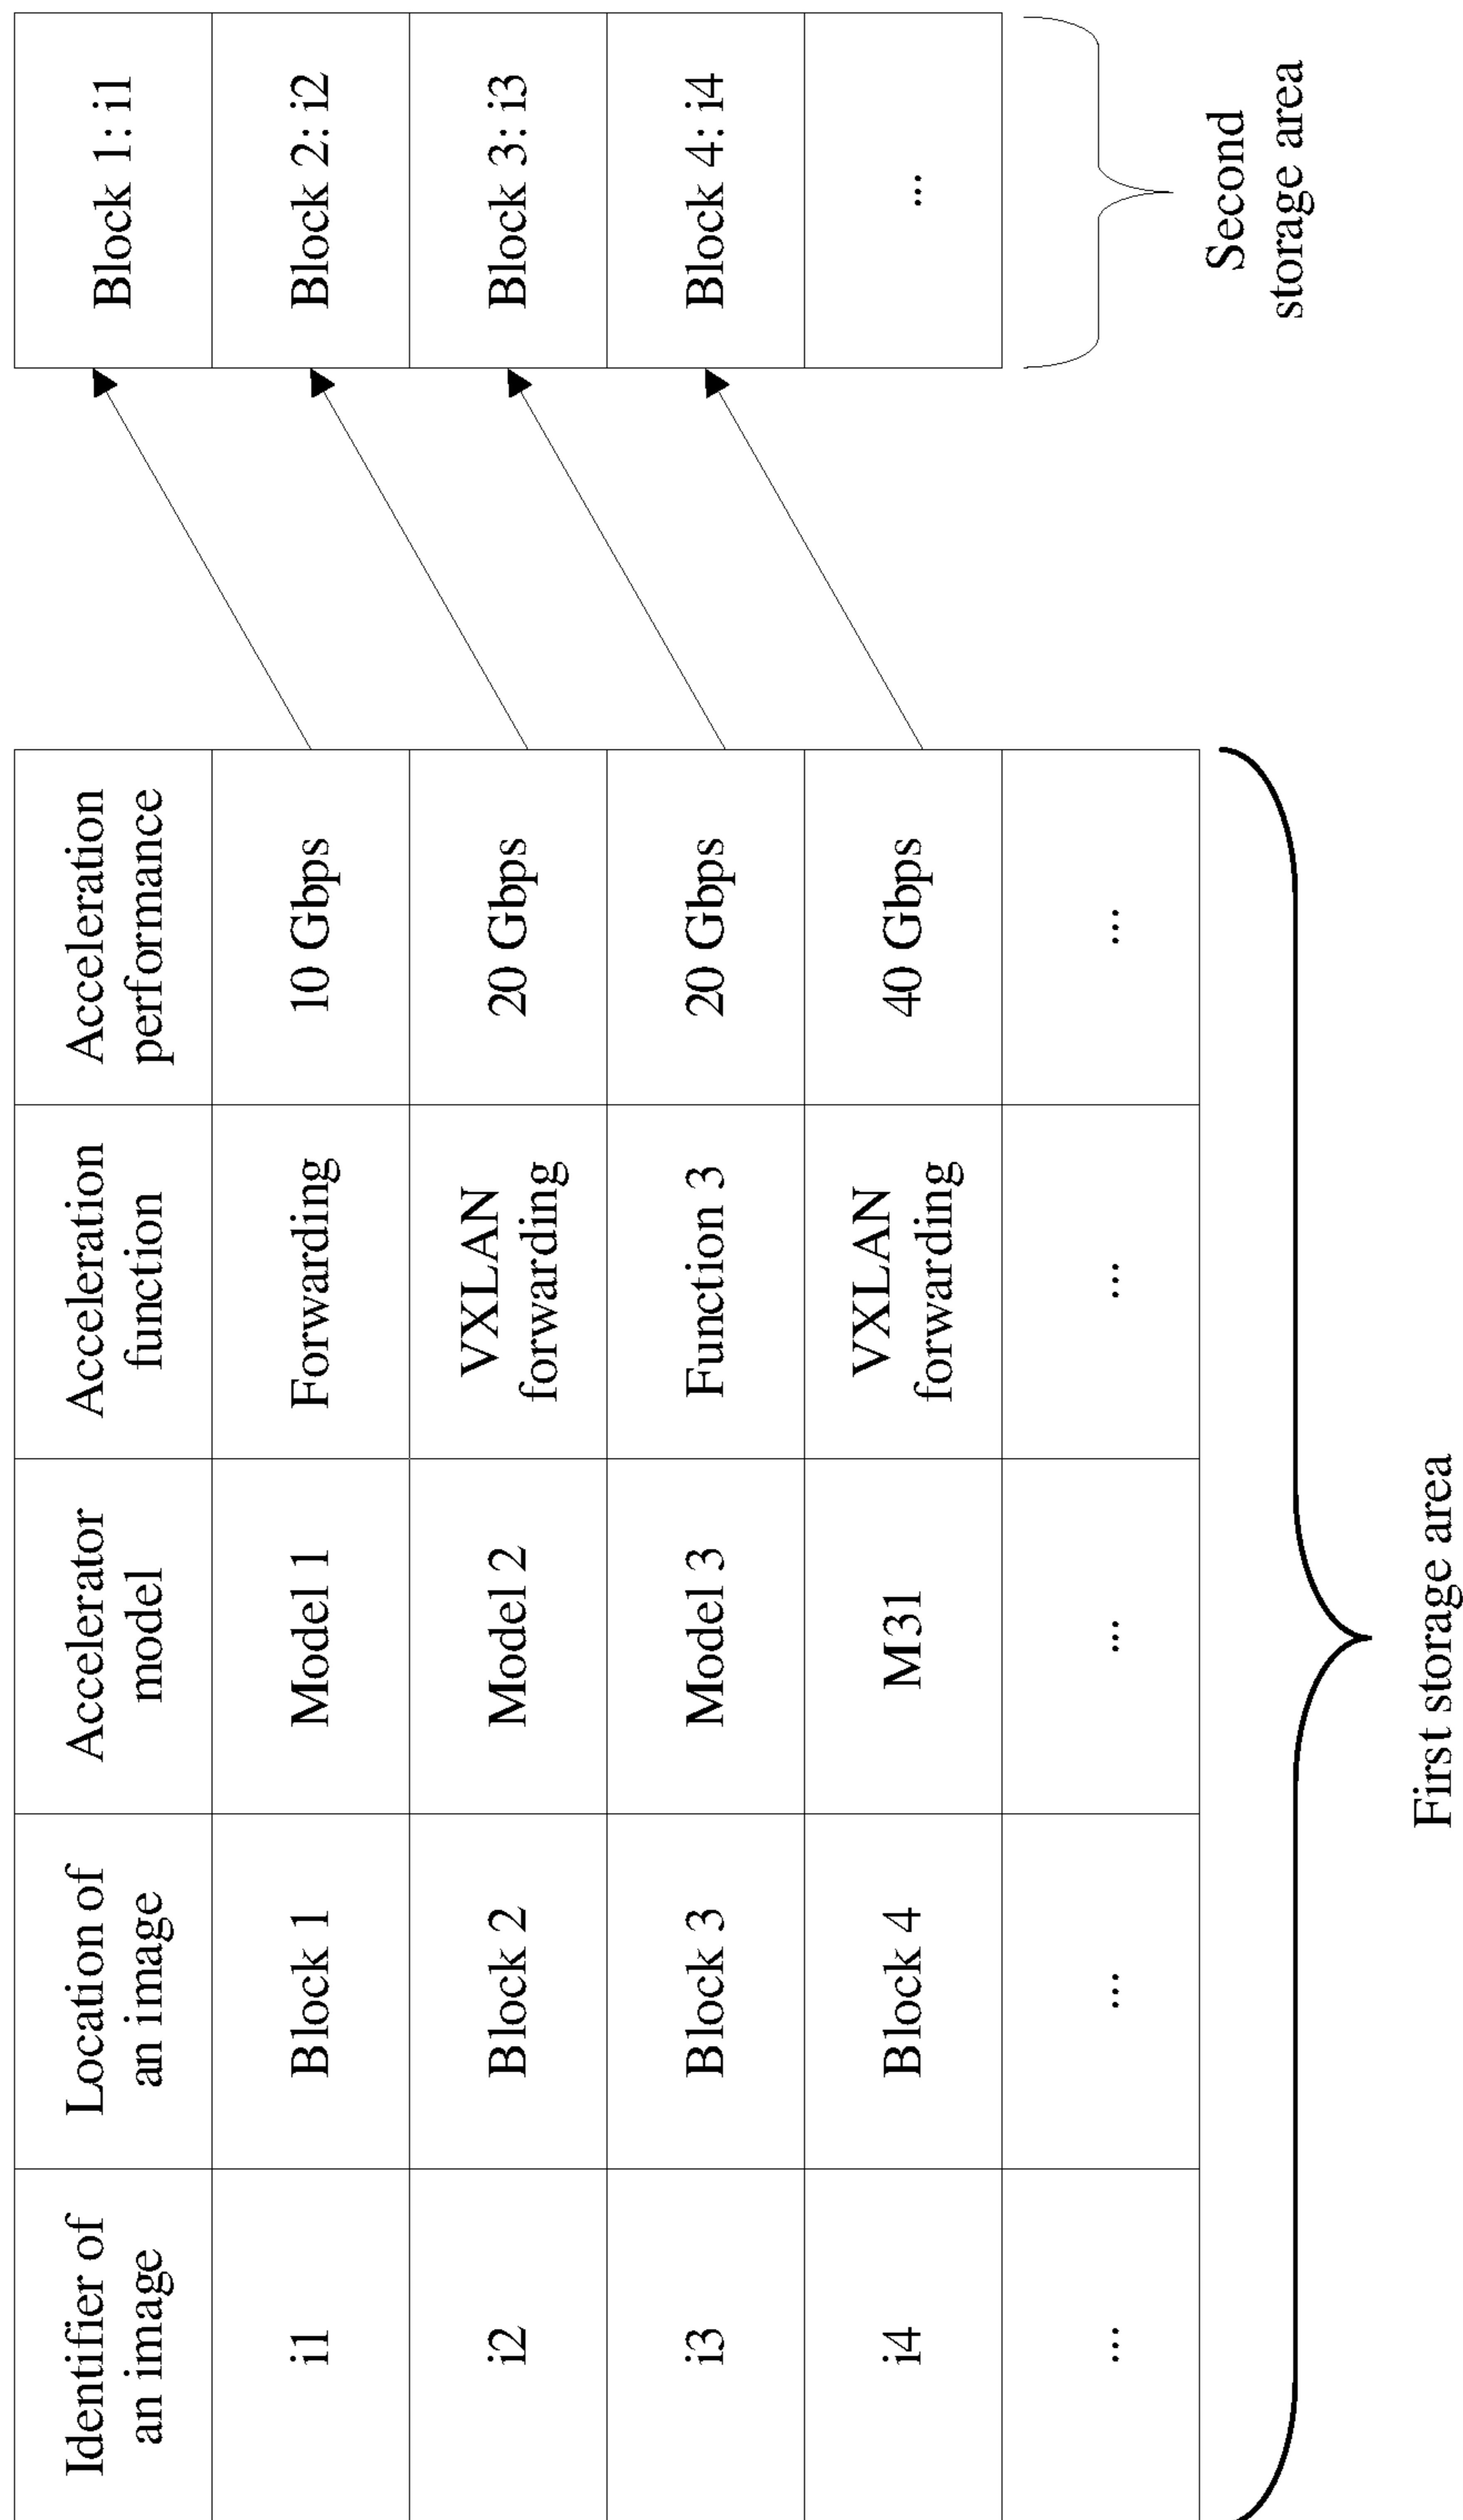 Identifier of
an image
Location of
an image
Accelerator
model
Acceleration
function
Acceleration
performance
i1
Block 1
Model 1
Forwarding
10 Gbps
i2
Block 2
Model 2
VXLAN
forwarding
20 Gbps
i3
Block 3
Model 3
Function 3
20 Gbps
i4
Block 4
M31
VXLAN
forwarding
40 Gbps
...
...
...
...
...
First storage area
Block 1: i1
Block 2: i2
Block 3: i3
Block 4: i4
...
Second
storage area